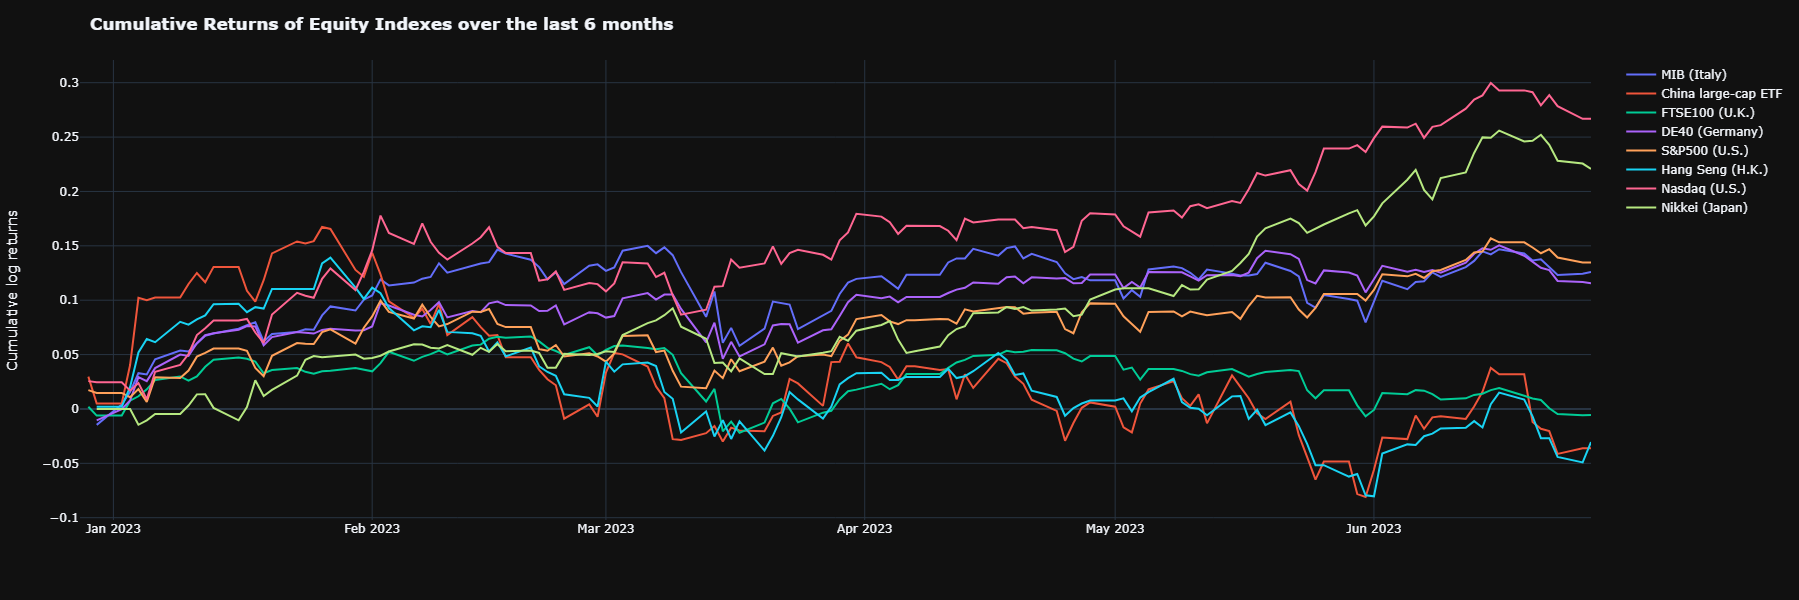 Cumulative Returns of Equity Indexes over the last 6 months
Cumulative log returns
0.3
0.25
0.2
0.15
0.1
0.05
0
−0.05
−0.1
Jan 2023
Feb 2023
Mar 2023
Apr 2023
May 2023
Jun 2023
MIB (Italy)
China large-cap ETF
FTSE100 (U.K.)
DE40 (Germany)
S&P500 (U.S.)
Hang Seng (H.K.)
Nasdaq (U.S.)
Nikkei (Japan)